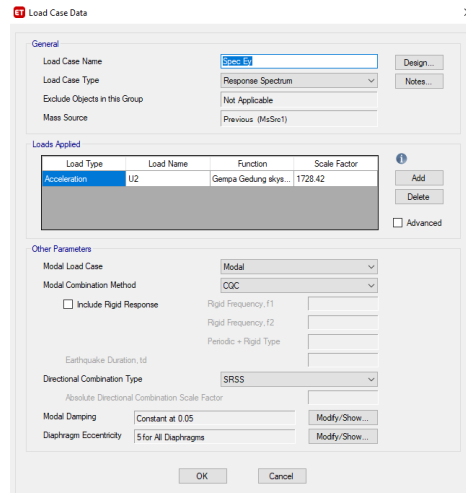 ET Load Case Data
General
Load Case Name Spec Ey Design...
Load Case Type Response Spectrum Notes...
Exclude Objects in this Group Not Applicable
Mass Source Previous (MsSrc1)
Loads Applied
Load Type Load Name Function Scale Factor
Acceleration U2 Gempa Gedung skys... 1728.42
Add
Delete
Advanced
Other Parameters
Modal Load Case Modal
Modal Combination Method CQC
Include Rigid Response Rigid Frequency, f1
Rigid Frequency, f2
Periodic + Rigid Type
Earthquake Duration, td
Directional Combination Type SRSS
Absolute Directional Combination Scale Factor
Modal Damping Constant at 0.05 Modify/Show...
Diaphragm Eccentricity 5 for All Diaphragms Modify/Show...
OK Cancel